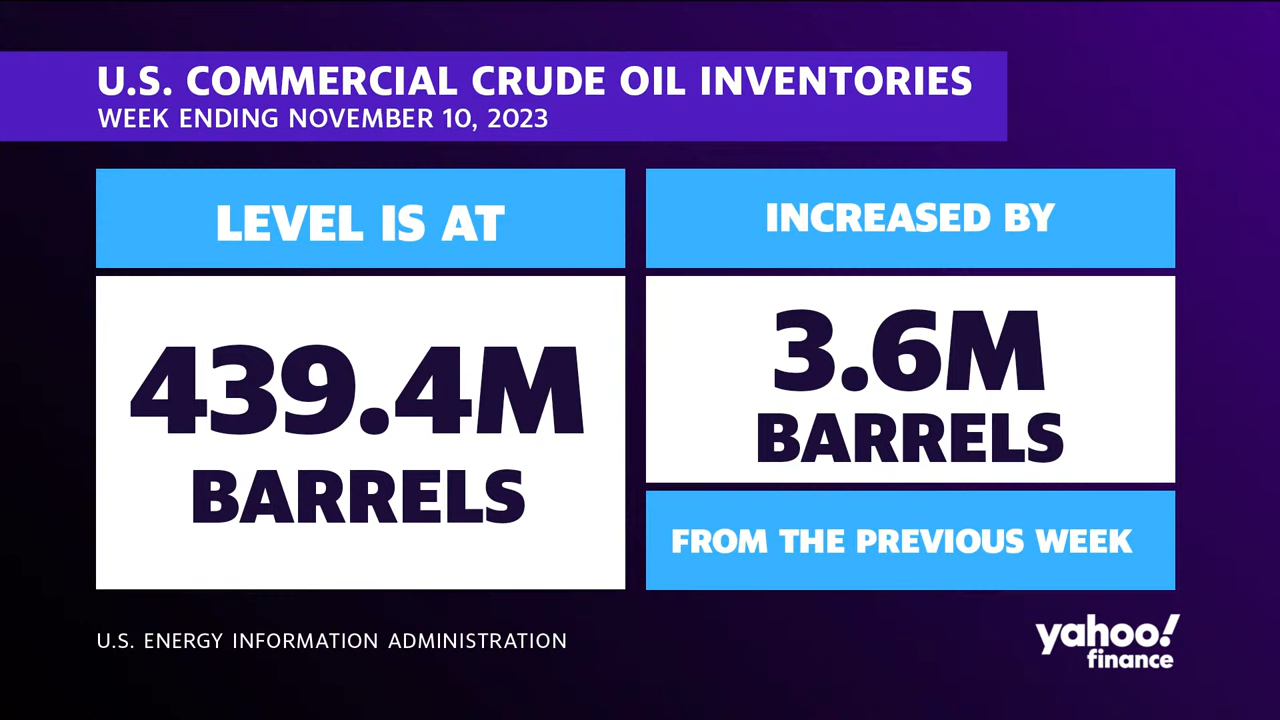 U.S. COMMERCIAL CRUDE OIL INVENTORIES
WEEK ENDING NOVEMBER 10, 2023
LEVEL IS AT
439.4M
BARRELS
INCREASED BY
3.6M
BARRELS
FROM THE PREVIOUS WEEK
U.S. ENERGY INFORMATION ADMINISTRATION
yahoo!
finance